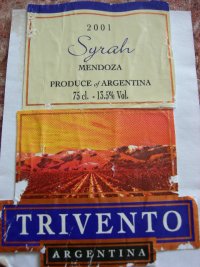 2001
Syrah
MENDOZA
PRODUCE of ARGENTINA
75 cl. - 13.5% Vol.
TRIVENTO
ARGENTINA